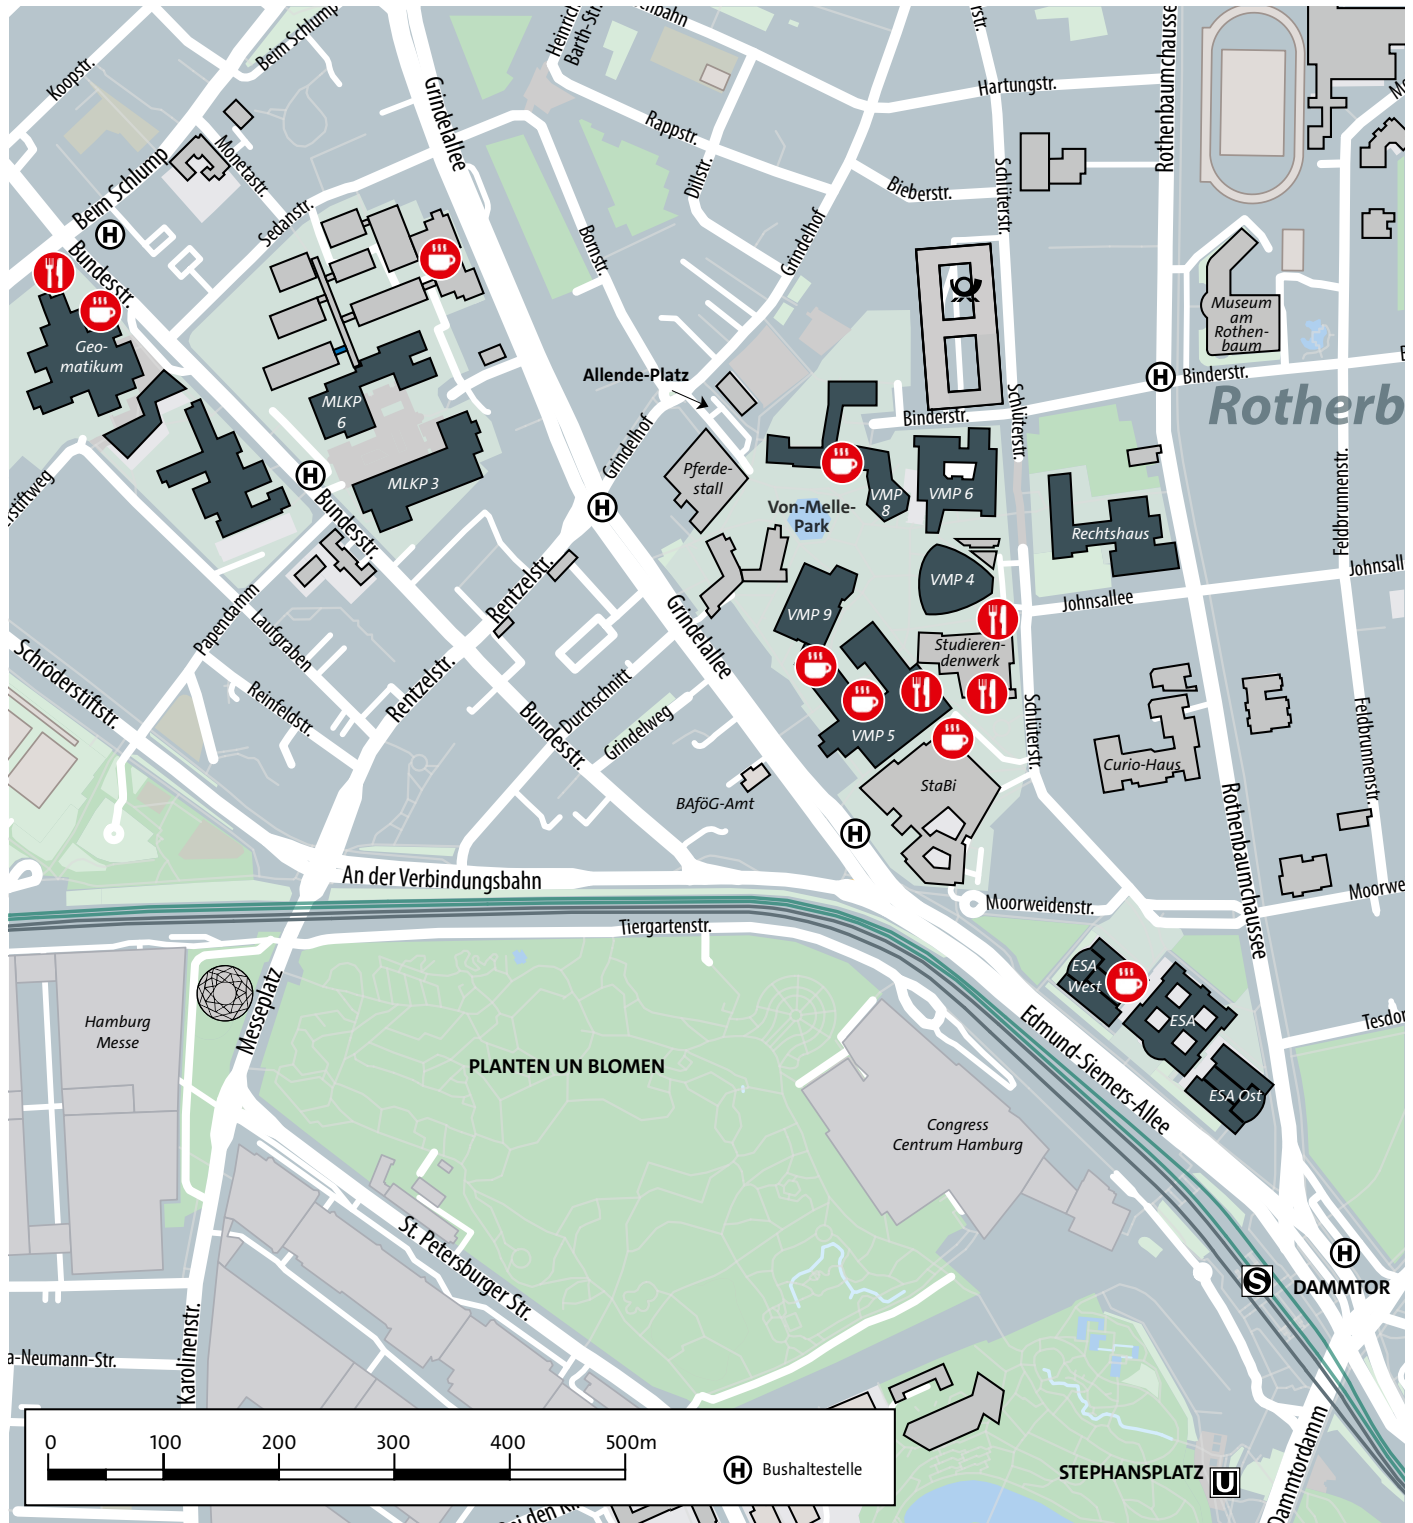 Koopstr.
Beim Schlump
Heinrich-
Barth-Str.
Grindelallee
Rappstr.
Hartungstr.
Rothenbaumchaussee
Monetastr.
Beim Schlump
Sedanstr.
Dillstr.
Bieberstr.
Schlüterstr.
H
Bundesstr.
Bornstr.
Grindelhof
Geo-
matikum
Museum
am
Rothen-
baum
Allende-Platz
H
Binderstr.
Rotherb
MLKP
6
Binderstr.
Schlüterstr.
Grindelhof
Pferde-
stall
MLKP 3
H
Bundesstr.
H
VMP
8
VMP 6
Von-Melle-
Park
Rechtshaus
Feldbrunnenstr.
VMP 4
Johnsallee
Johnsall
Rentzelstr.
VMP 9
Papendamm
Laufgraben
Grindelallee
Studieren-
denwerk
Schröderstiftstr.
Reinfeldstr.
Rentzelstr.
Durchschnitt
Bundesstr.
Grindelweg
VMP 5
Schlüterstr.
Feldbrunnenstr.
Curio-Haus
StaBi
BAföG-Amt
Rothenbaumchaussee
H
An der Verbindungsbahn
Moorweidenstr.
Moorwe
Tiergartenstr.
ESA
West
ESA
Hamburg
Messe
Messeplatz
Edmund-Siemers-Allee
Tesdor
PLANTEN UN BLOMEN
ESA Ost
Congress
Centrum Hamburg
St. Petersburger Str.
H
S
DAMMTOR
Karolinenstr.
a-Neumann-Str.
0 100 200 300 400 500m
H Bushaltestelle
STEPHANSPLATZ
U
Dammtordamm